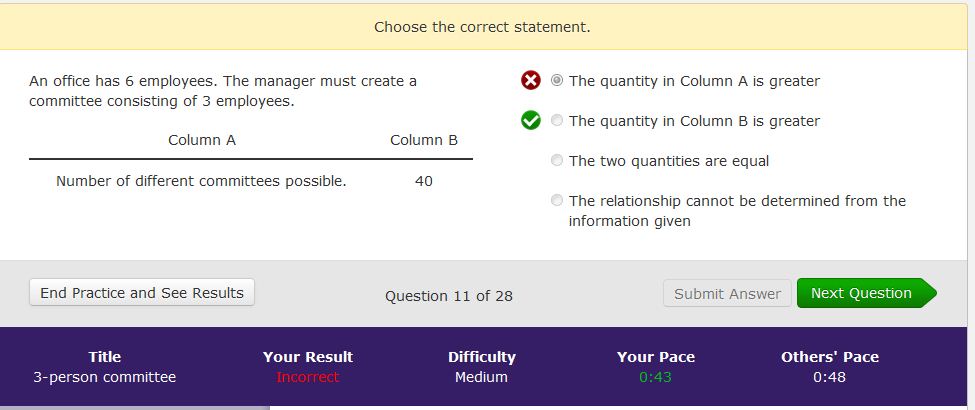 Choose the correct statement.
An office has 6 employees. The manager must create a
committee consisting of 3 employees.
Column A Column B
Number of different committees possible. 40
The quantity in Column A is greater
The quantity in Column B is greater
The two quantities are equal
The relationship cannot be determined from the
information given
End Practice and See Results Question 11 of 28 Submit Answer Next Question
Title Your Result Difficulty Your Pace Others' Pace
3-person committee Incorrect Medium 0:43 0:48